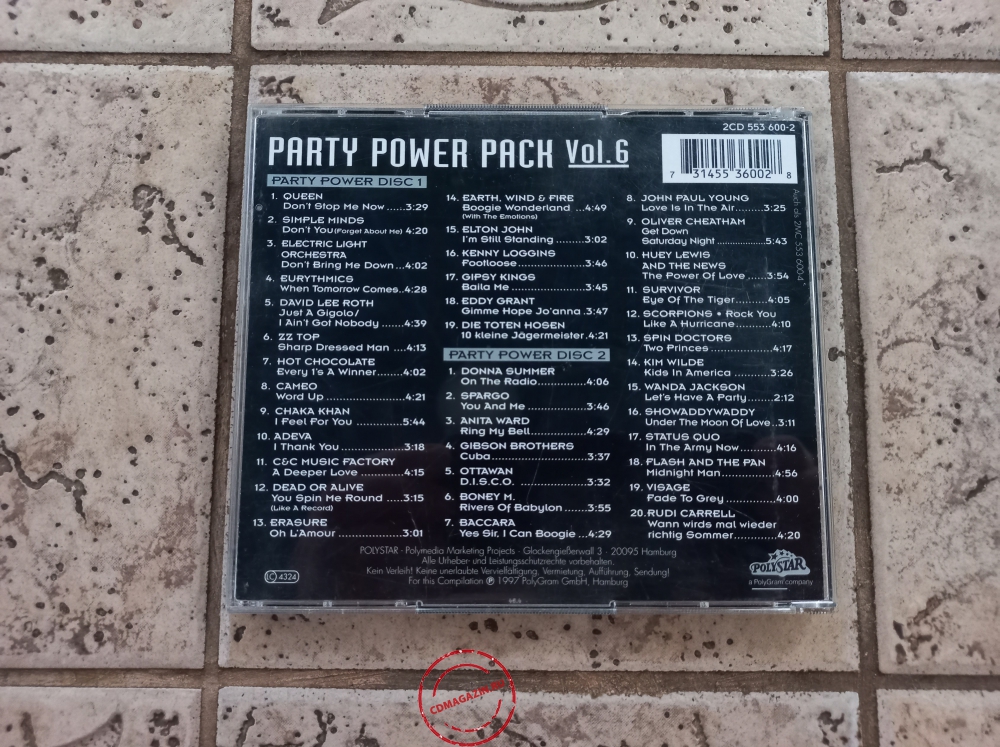 2CD 553 600-2
PARTY POWER PACK Vol.6
7 31455 36002 8
Auch als 2MC 553 600-4
PARTY POWER DISC 1
1. QUEEN
Don't Stop Me Now ......3:29
2. SIMPLE MINDS
Don't You (Forget About Me) 4:20
3. ELECTRIC LIGHT
ORCHESTRA
Don't Bring Me Down ...4:02
4. EURYTHMICS
When Tomorrow Comes..4:28
5. DAVID LEE ROTH
Just A Gigolo/
I Ain't Got Nobody .......4:39
6. ZZ TOP
Sharp Dressed Man ....4:13
7. HOT CHOCOLATE
Every 1's A Winner.......4:02
8. CAMEO
Word Up ....................4:21
9. CHAKA KHAN
I Feel For You .............5:44
10. ADEVA
I Thank You ...............3:18
11. C&C MUSIC FACTORY
A Deeper Love ...........4:15
12. DEAD OR ALIVE
You Spin Me Round .....3:15
(Like A Record)
13. ERASURE
Oh L'Amour ................3:01
14. EARTH, WIND & FIRE
Boogie Wonderland ...4:49
(With The Emotions)
15. ELTON JOHN
I'm Still Standing .........3:02
16. KENNY LOGGINS
Footloose ....................3:46
17. GIPSY KINGS
Baila Me .....................3:45
18. EDDY GRANT
Gimme Hope Jo'anna .3:47
19. DIE TOTEN HOSEN
10 kleine Jägermeister.4:21
PARTY POWER DISC 2
1. DONNA SUMMER
On The Radio..............4:06
2. SPARGO
You And Me ................3:46
3. ANITA WARD
Ring My Bell................4:29
4. GIBSON BROTHERS
Cuba..........................3:37
5. OTTAWAN
D.I.S.C.O. ..................3:32
6. BONEY M.
Rivers Of Babylon ........3:55
7. BACCARA
Yes Sir, I Can Boogie ...4:29
8. JOHN PAUL YOUNG
Love Is In The Air.........3:25
9. OLIVER CHEATHAM
Get Down
Saturday Night ...............5:43
10. HUEY LEWIS
AND THE NEWS
The Power Of Love ......3:54
11. SURVIVOR
Eye Of The Tiger..........4:05
12. SCORPIONS • Rock You
Like A Hurricane...........4:10
13. SPIN DOCTORS
Two Princes .................4:17
14. KIM WILDE
Kids In America ...........3:26
15. WANDA JACKSON
Let's Have A Party........2:12
16. SHOWADDYWADDY
Under The Moon Of Love..3:11
17. STATUS QUO
In The Army Now .........4:16
18. FLASH AND THE PAN
Midnight Man..............4:56
19. VISAGE
Fade To Grey ..............4:00
20. RUDI CARRELL
Wann wirds mal wieder
richtig Sommer............4:20
POLYSTAR · Polymedia Marketing Projects · Glockengießerwall 3 · 20095 Hamburg
Alle Urheber- und Leistungsschutzrechte vorbehalten.
Kein Verleih! Keine unerlaubte Vervielfältigung, Vermietung, Aufführung, Sendung!
For this Compilation ℗ 1997 PolyGram GmbH, Hamburg
LC 4324
POLYSTAR
a PolyGram company